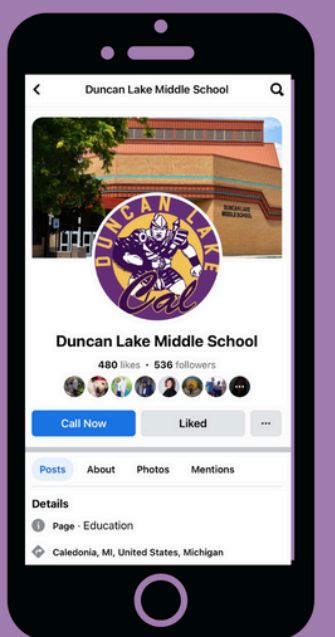 Duncan Lake Middle School
DUNCAN LAKE
MIDDLE SCHOOL
DUNCAN LAKE
Cal
Duncan Lake Middle School
480 likes • 536 followers
Call Now
Liked
Posts About Photos Mentions
Details
Page · Education
Caledonia, MI, United States, Michigan